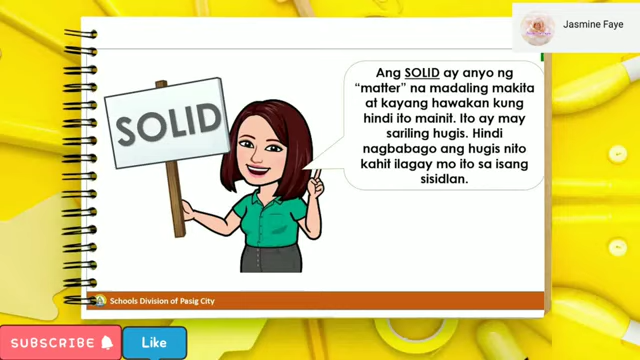 Jasmine Faye
Ang SOLID ay anyo ng
“matter” na madaling makita
at kayang hawakan kung
hindi ito mainit. Ito ay may
sariling hugis. Hindi
nagbabago ang hugis nito
kahit ilagay mo ito sa isang
sisidlan.
SOLID
Schools Division of Pasig City
SUBSCRIBE
Like